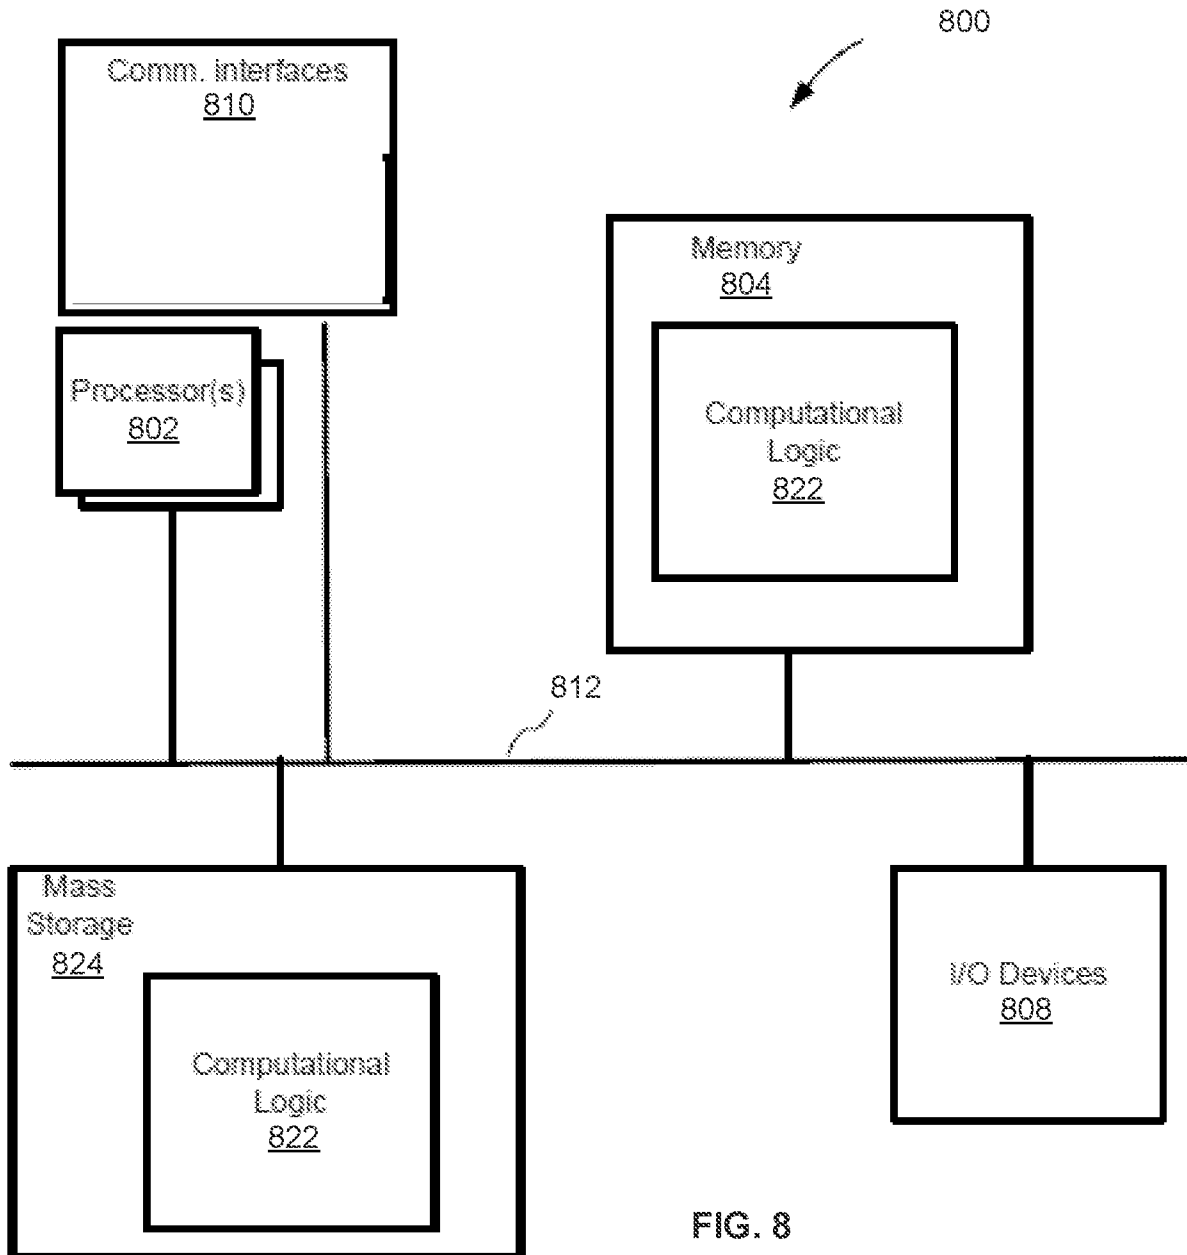 800
Comm. interfaces
810
Memory
804
Processor(s)
802
Computational
Logic
822
812
Mass
Storage
824
I/O Devices
808
Computational
Logic
822
FIG. 8